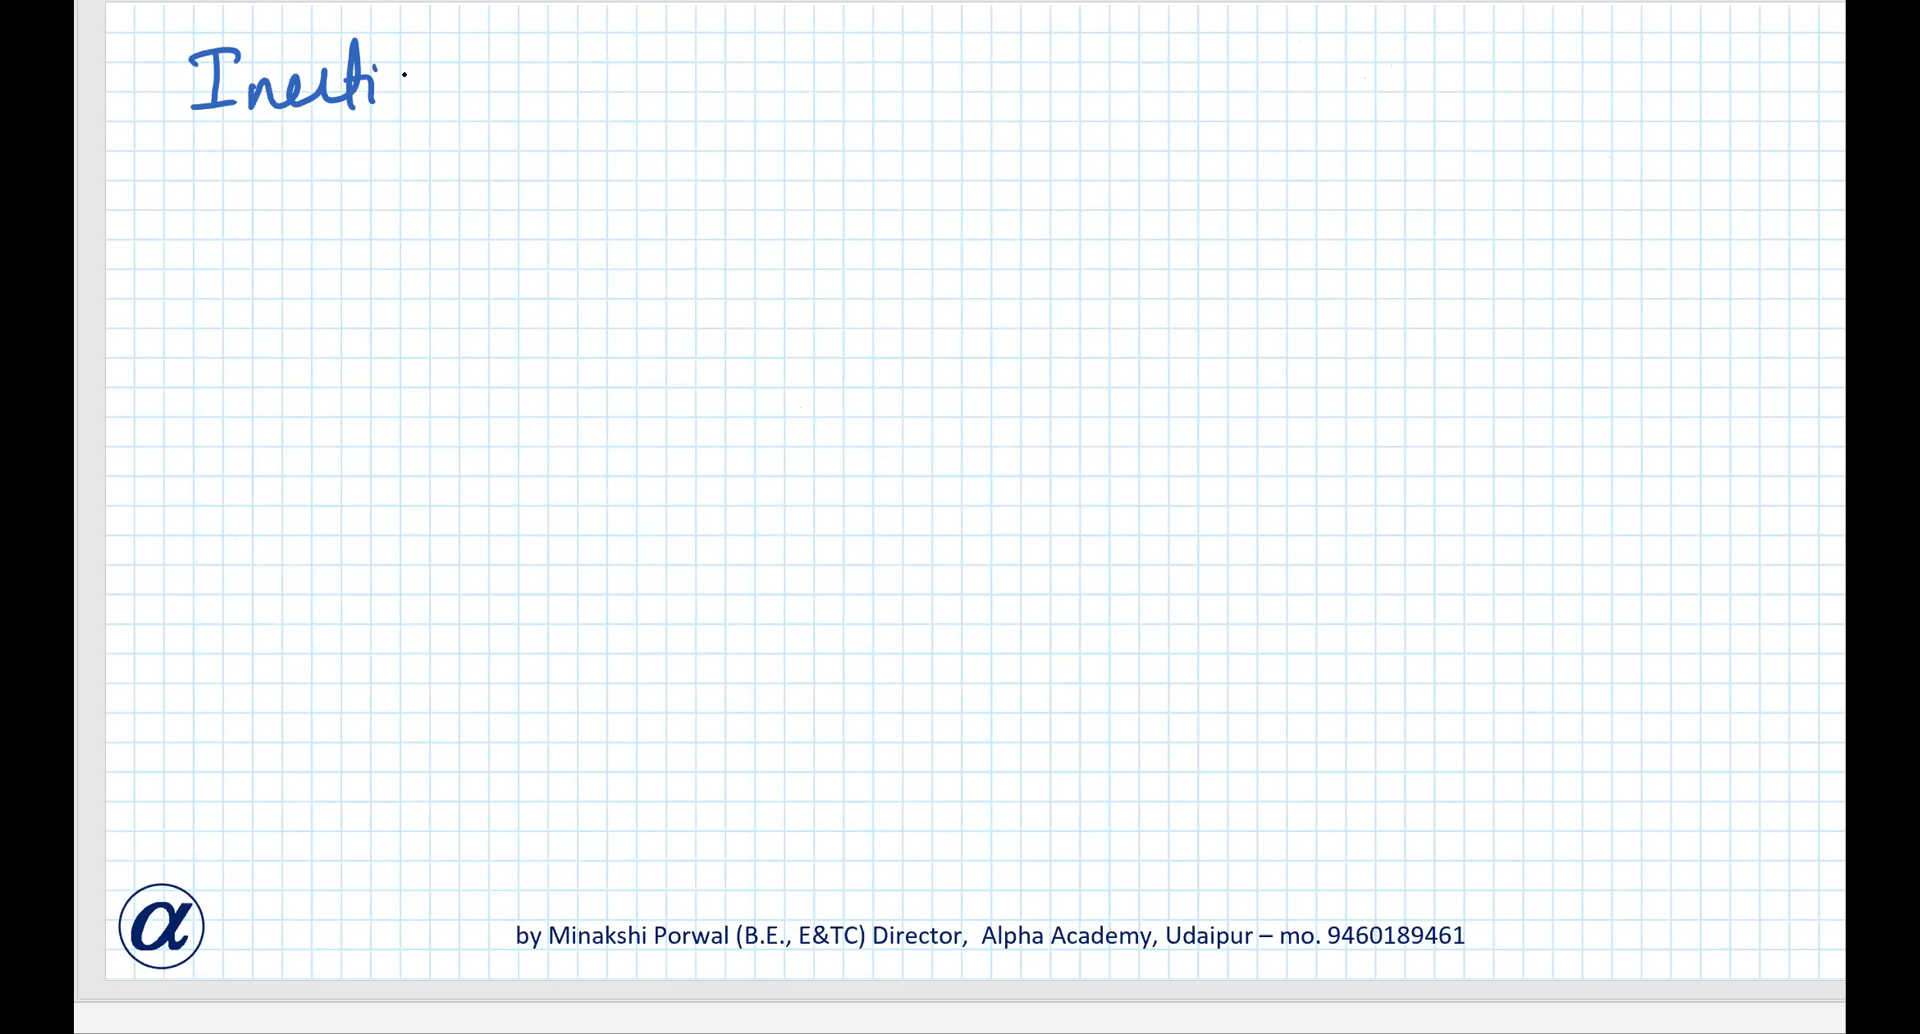 Inerti
α
by Minakshi Porwal (B.E., E&TC) Director, Alpha Academy, Udaipur – mo. 9460189461